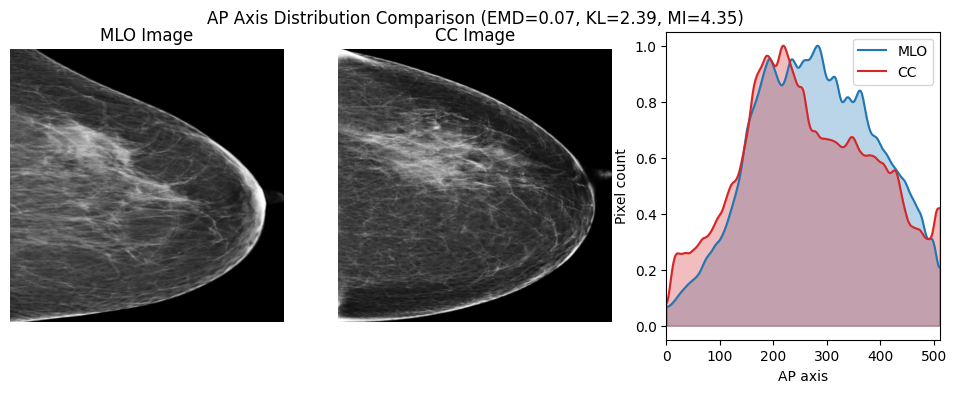 AP Axis Distribution Comparison (EMD=0.07, KL=2.39, MI=4.35)
MLO Image
CC Image
MLO
CC
1.0
0.8
0.6
0.4
0.2
0.0
Pixel count
0 100 200 300 400 500
AP axis